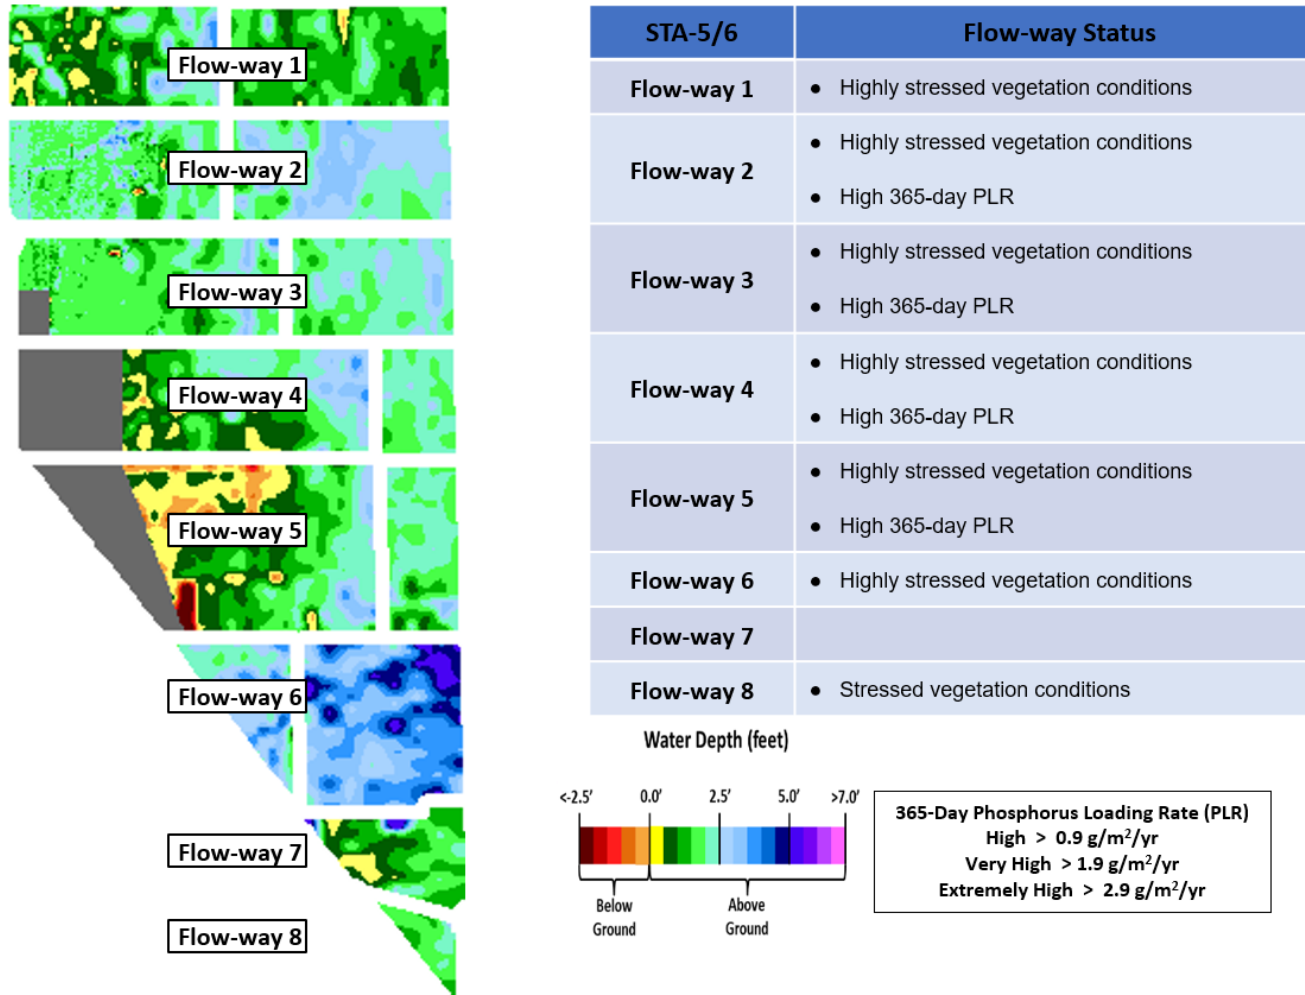 Flow-way 1
Flow-way 2
Flow-way 3
Flow-way 4
Flow-way 5
Flow-way 6
Flow-way 7
Flow-way 8
STA-5/6 Flow-way Status
Flow-way 1 • Highly stressed vegetation conditions
Flow-way 2 • Highly stressed vegetation conditions
• High 365-day PLR
Flow-way 3 • Highly stressed vegetation conditions
• High 365-day PLR
Flow-way 4 • Highly stressed vegetation conditions
• High 365-day PLR
Flow-way 5 • Highly stressed vegetation conditions
• High 365-day PLR
Flow-way 6 • Highly stressed vegetation conditions
Flow-way 7
Flow-way 8 • Stressed vegetation conditions
Water Depth (feet)
<-2.5' 0.0' 2.5' 5.0' >7.0'
Below Ground
Above Ground
365-Day Phosphorus Loading Rate (PLR)
High > 0.9 g/m²/yr
Very High > 1.9 g/m²/yr
Extremely High > 2.9 g/m²/yr